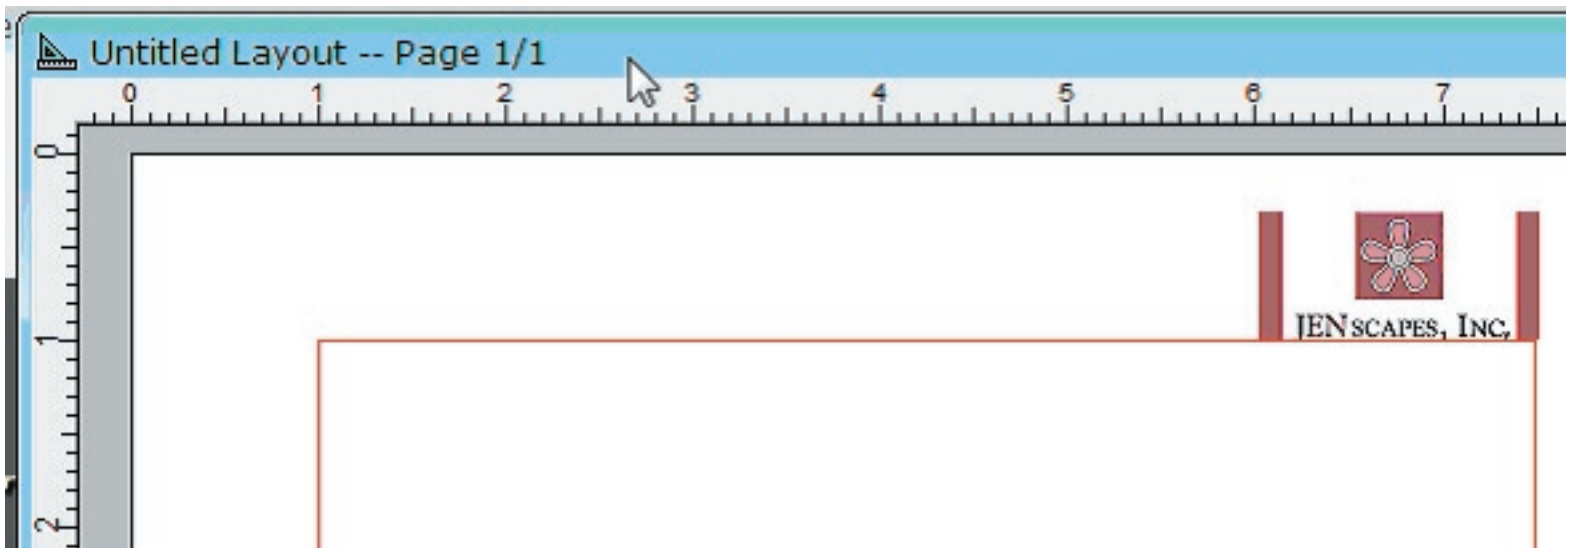 Untitled Layout -- Page 1/1
0 1 2 3 4 5 6 7
0
JENSCAPES, INC,
1
2